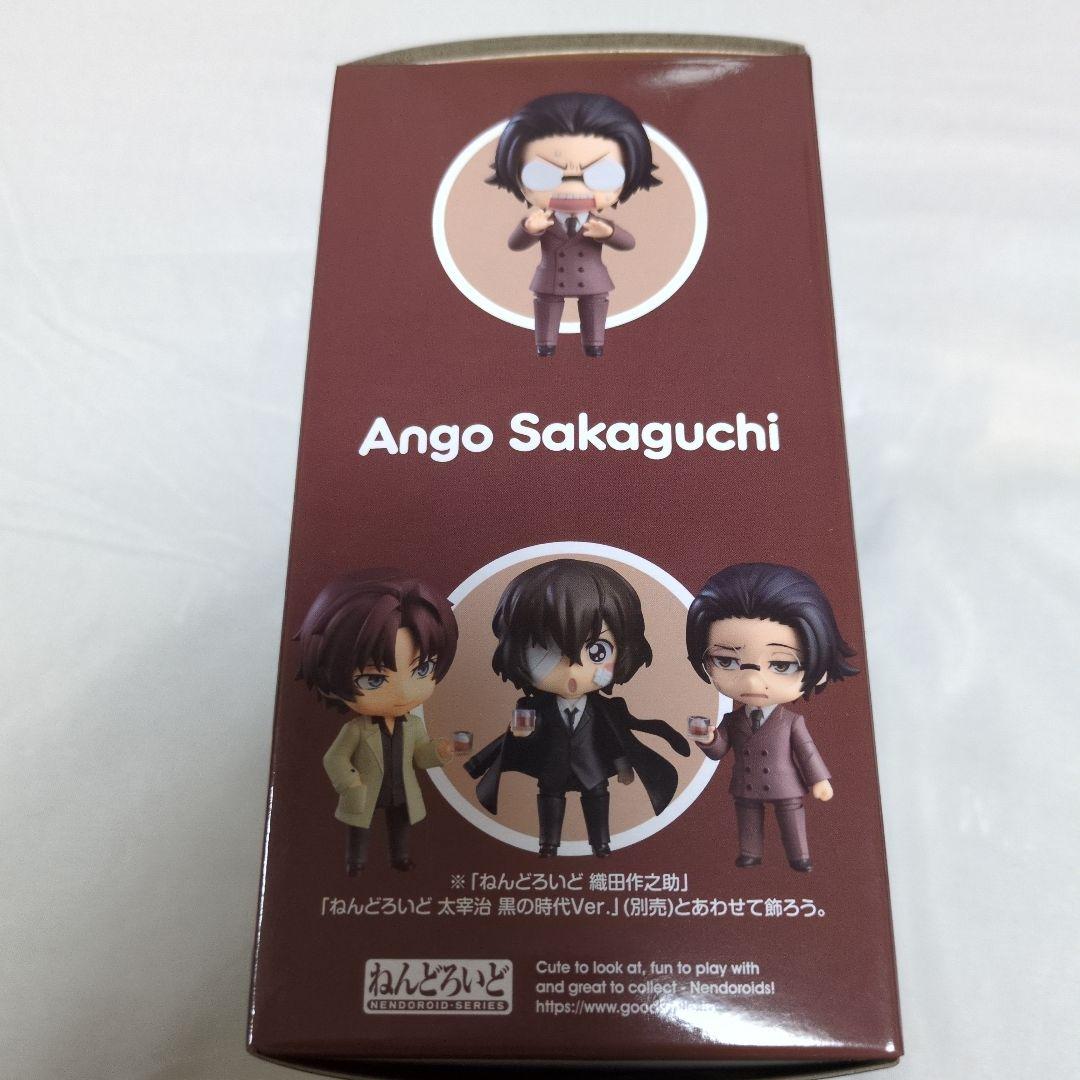 Ango Sakaguchi
※「ねんどろいど 織田作之助」
「ねんどろいど 太宰治 黒の時代Ver.」(別売)とあわせて飾ろう。
ねんどろいど
NENDOROID·SERIES
Cute to look at, fun to play with
and great to collect - Nendoroids!
https://www.goodsmile.jp